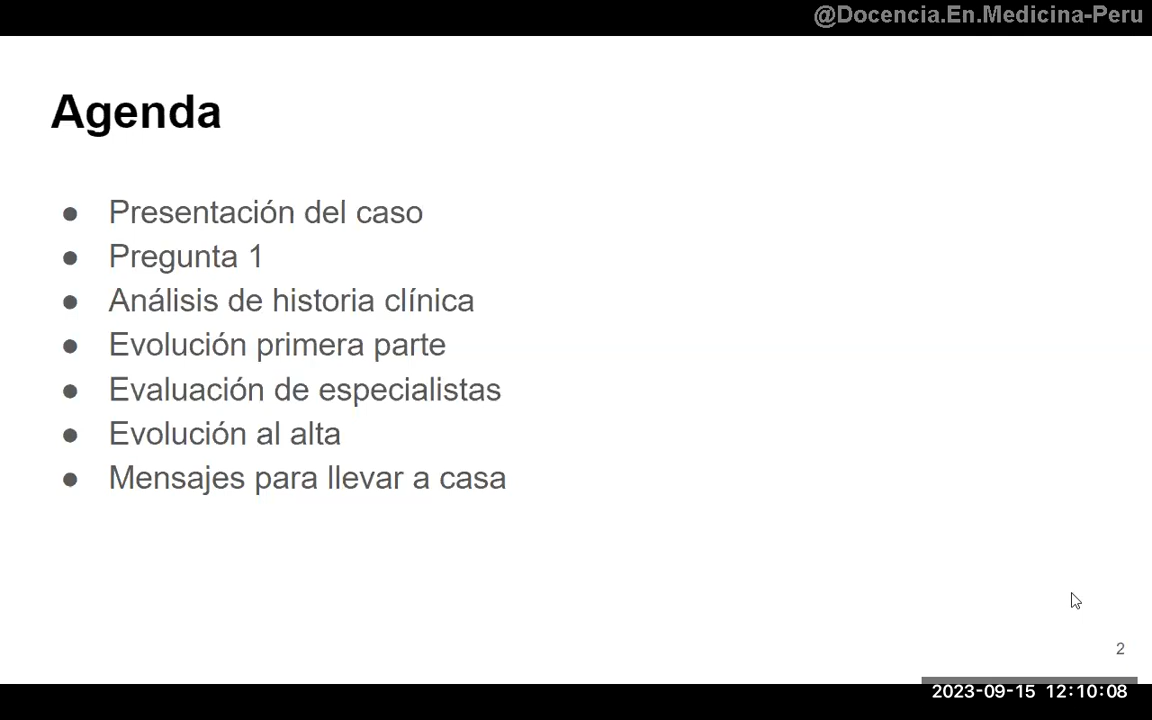 @Docencia.En.Medicina-Peru
Agenda
● Presentación del caso
● Pregunta 1
● Análisis de historia clínica
● Evolución primera parte
● Evaluación de especialistas
● Evolución al alta
● Mensajes para llevar a casa
2
2023-09-15 12:10:08